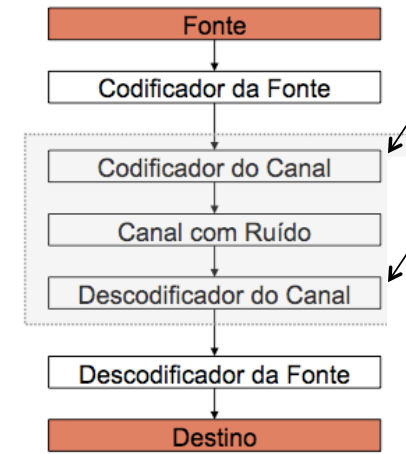 Fonte
Codificador da Fonte
Codificador do Canal
Canal com Ruído
Descodificador do Canal
Descodificador da Fonte
Destino